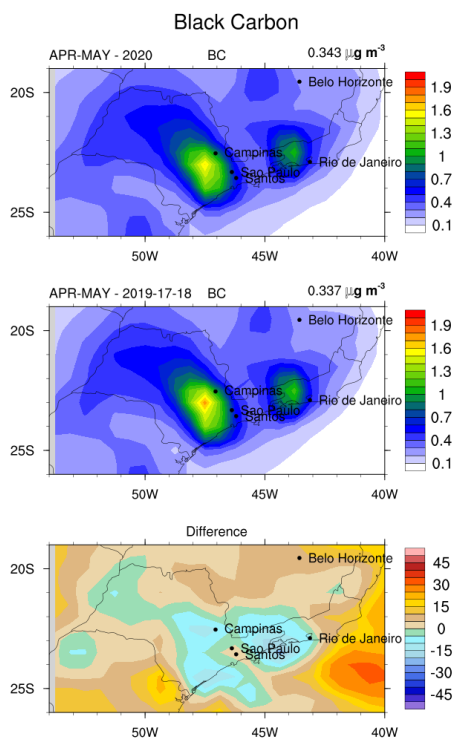 Black Carbon
APR-MAY - 2020 BC 0.343 μg m-3
20S
25S
Belo Horizonte
Campinas
Rio de Janeiro
Sao Paulo
Santos
1.9
1.6
1.3
1
0.7
0.4
0.1
50W 45W 40W
APR-MAY - 2019-17-18 BC 0.337 μg m-3
20S
25S
Belo Horizonte
Campinas
Rio de Janeiro
Sao Paulo
Santos
1.9
1.6
1.3
1
0.7
0.4
0.1
50W 45W 40W
Difference
20S
25S
Belo Horizonte
Campinas
Rio de Janeiro
Sao Paulo
Santos
45
30
15
0
-15
-30
-45
50W 45W 40W